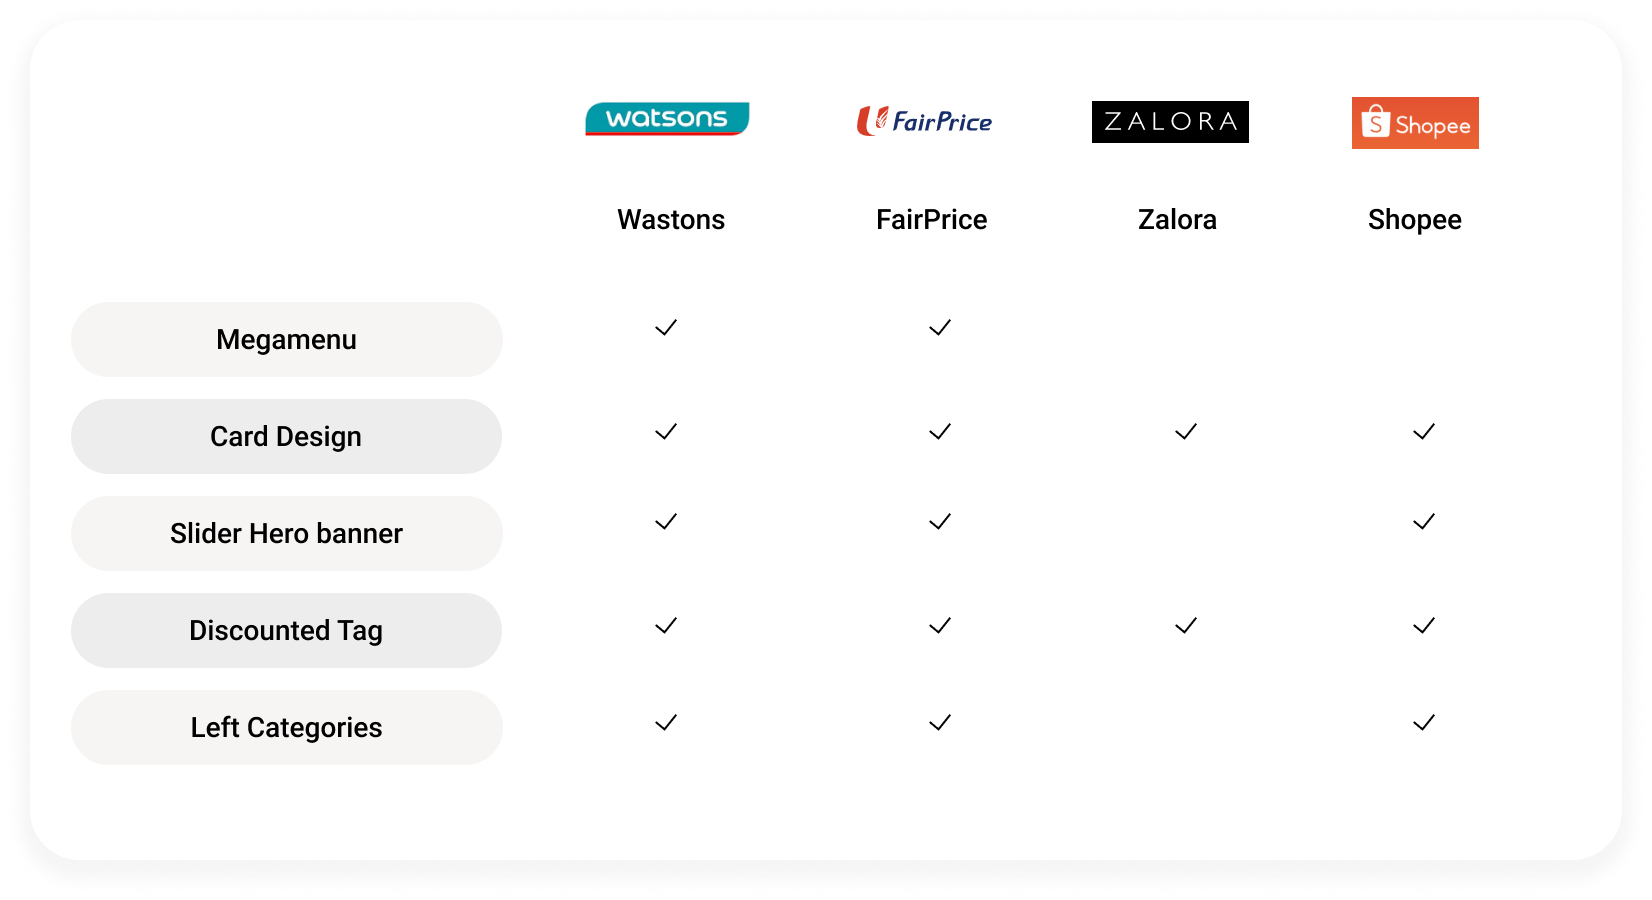 watsons FairPrice ZALORA Shopee
Wastons FairPrice Zalora Shopee
Megamenu
Card Design
Slider Hero banner
Discounted Tag
Left Categories